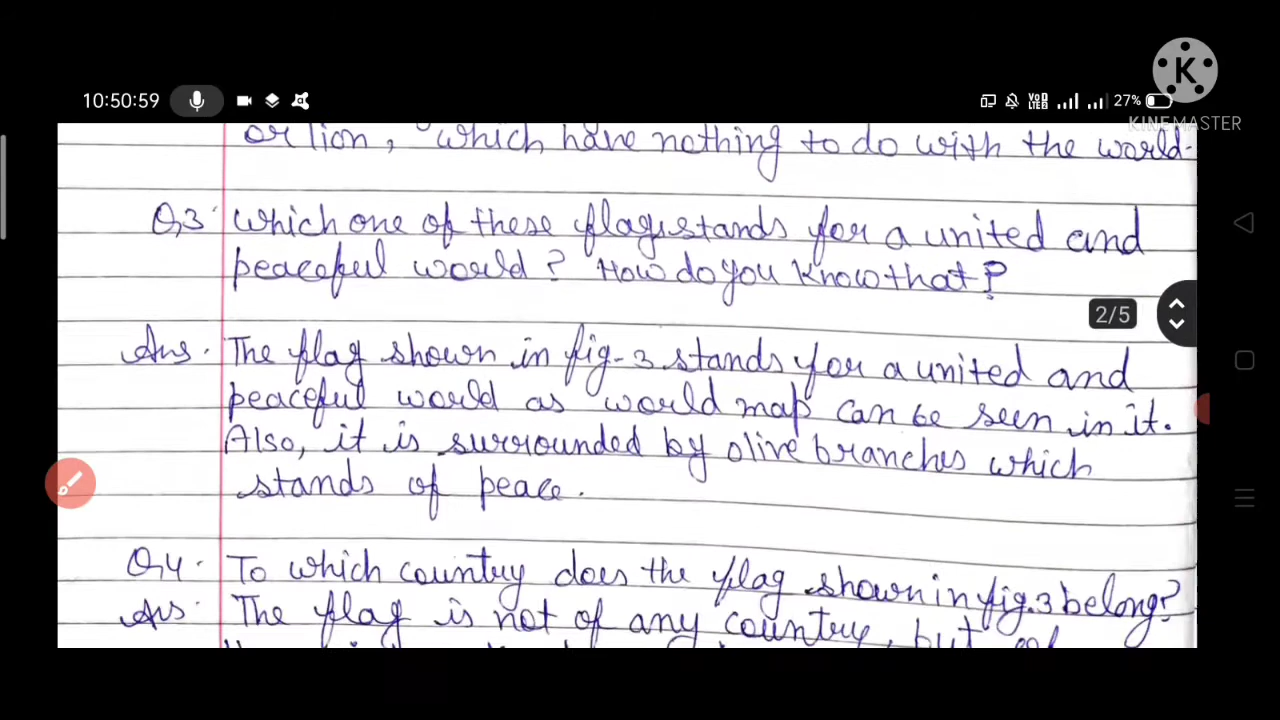 10:50:59
VoD LTE2
27%
K
KINEMASTER
or lion, which have nothing to do with the world.
Q3 which one of these flags stands for a united and
peaceful world? How do you know that?
2/5
Ans. The flag shown in fig-3 stands for a united and
peaceful world as world map can be seen in it.
Also, it is surrounded by olive branches which
stands of peace.
Q4. To which country does the flag shown in fig.3 belong?
Ans. The flag is not of any country, but